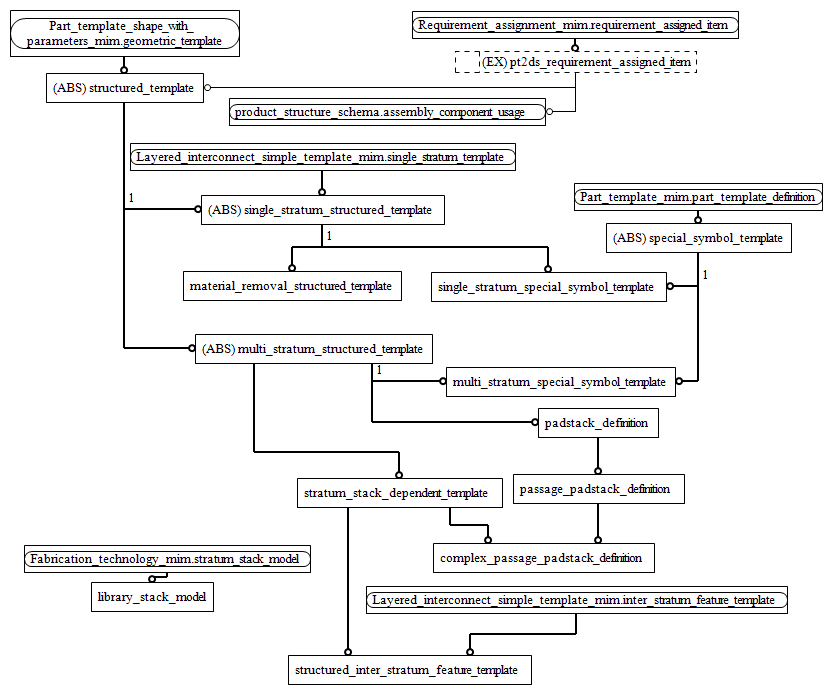 Part_template_shape_with_
parameters_mim.geometric_template
Requirement_assignment_mim.requirement_assigned_item
(EX) pt2ds_requirement_assigned_item
(ABS) structured_template
product_structure_schema.assembly_component_usage
Layered_interconnect_simple_template_mim.single_stratum_template
1
(ABS) single_stratum_structured_template
Part_template_mim.part_template_definition
(ABS) special_symbol_template
1
1
material_removal_structured_template
single_stratum_special_symbol_template
(ABS) multi_stratum_structured_template
1
multi_stratum_special_symbol_template
padstack_definition
stratum_stack_dependent_template
passage_padstack_definition
complex_passage_padstack_definition
Fabrication_technology_mim.stratum_stack_model
library_stack_model
Layered_interconnect_simple_template_mim.inter_stratum_feature_template
structured_inter_stratum_feature_template